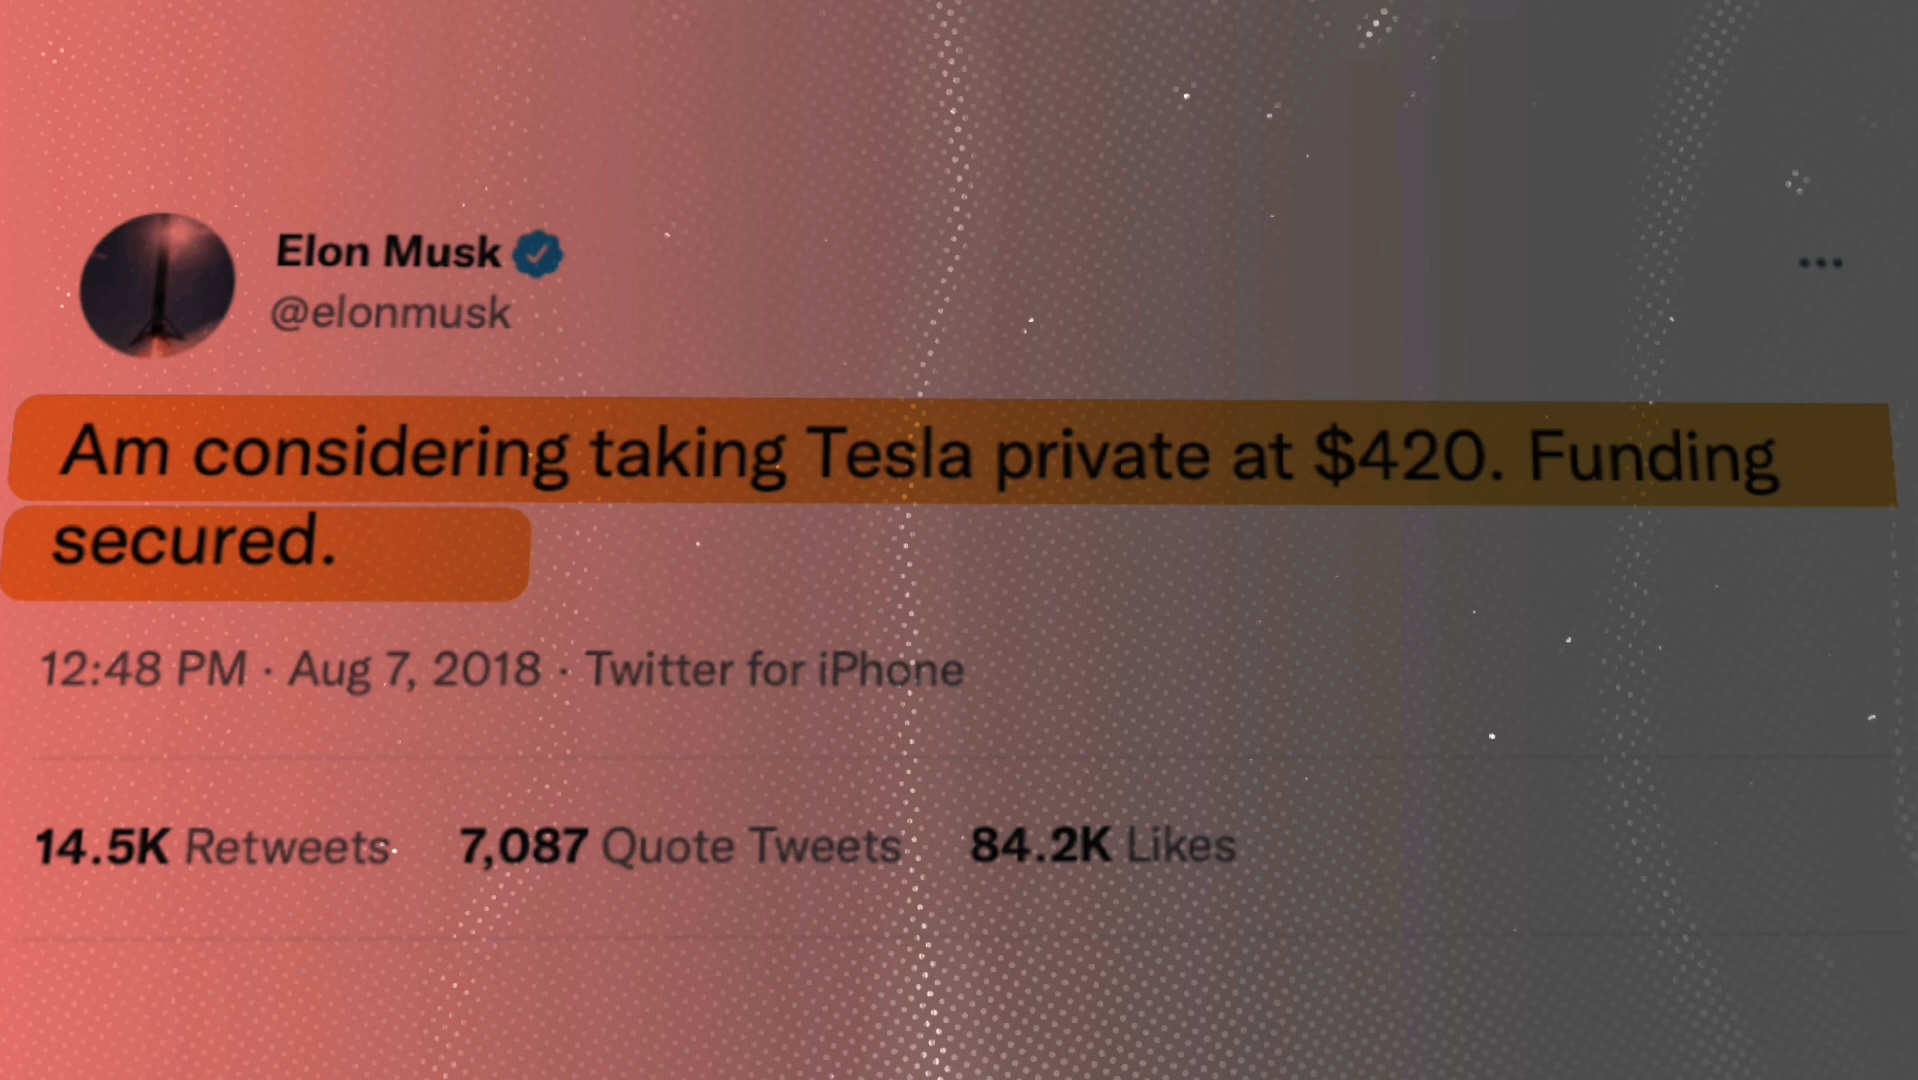 Elon Musk
@elonmusk
Am considering taking Tesla private at $420. Funding
secured.
12:48 PM · Aug 7, 2018 · Twitter for iPhone
14.5K Retweets 7,087 Quote Tweets 84.2K Likes